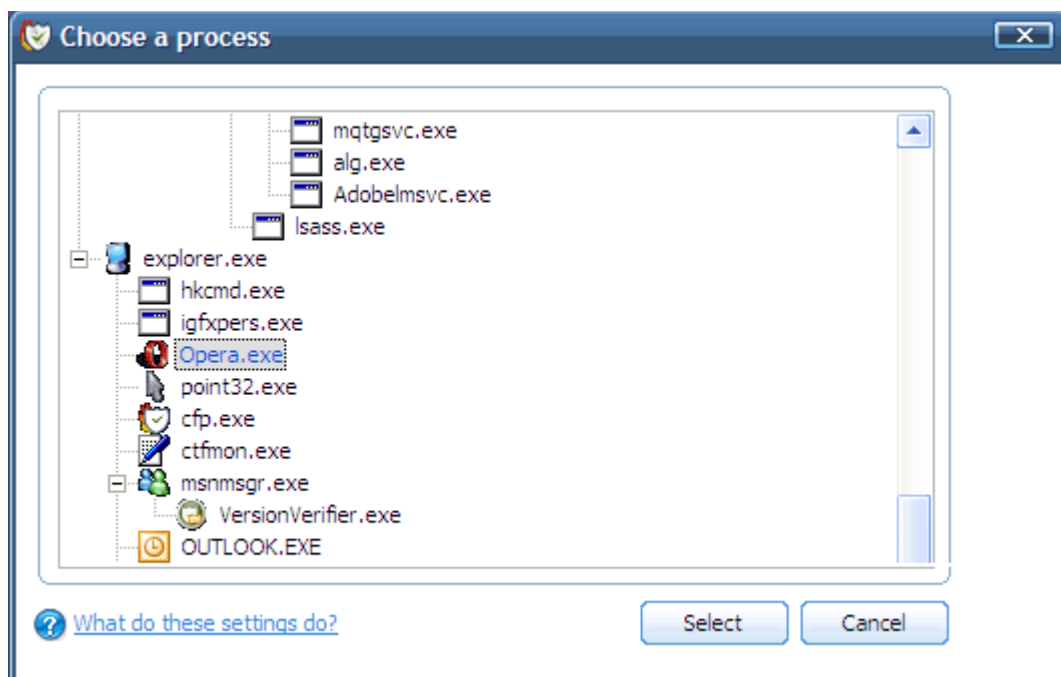 Choose a process
mqtgsvc.exe
alg.exe
Adobelmsvc.exe
lsass.exe
explorer.exe
hkcmd.exe
igfxpers.exe
Opera.exe
point32.exe
cfp.exe
ctfmon.exe
msnmsgr.exe
VersionVerifier.exe
OUTLOOK.EXE
What do these settings do?
Select
Cancel